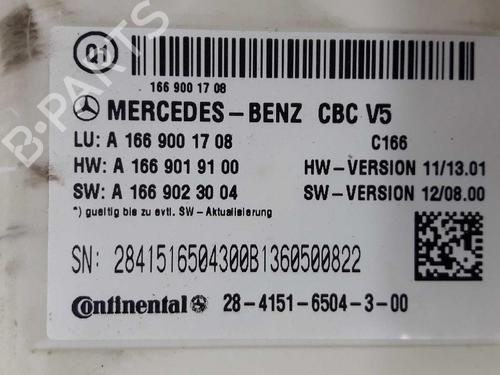 Q1
166 900 17 08
MERCEDES-BENZ CBC V5
LU: A 166 900 17 08 C166
HW: A 166 901 91 00 HW-VERSION 11/13.01
SW: A 166 902 30 04 SW-VERSION 12/08.00
*) gueltig bis zu evtl. SW-Aktualisierung
SN: 2841516504300B1360500822
Continental 28-4151-6504-3-00
B-PARTS